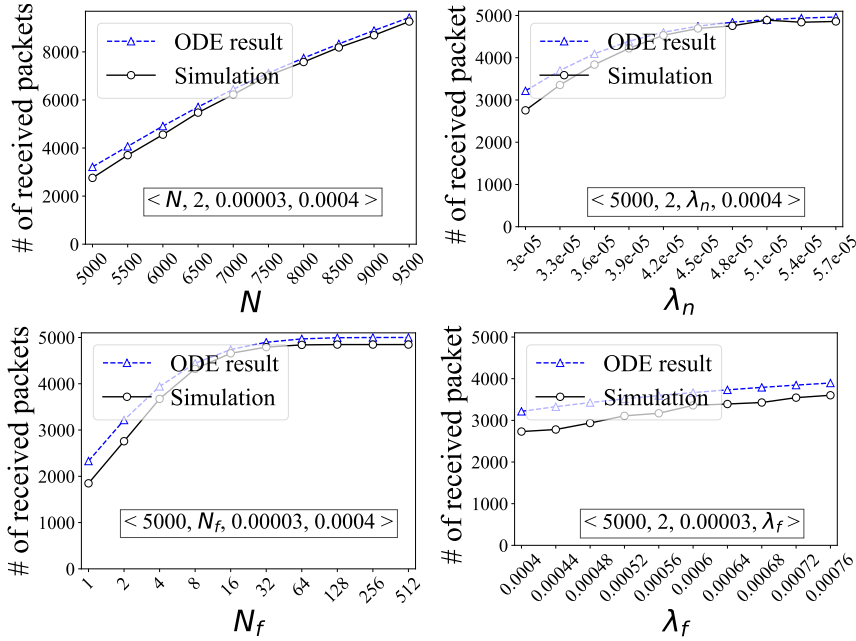 # of received packets
8000
6000
4000
2000
0
ODE result
Simulation
< N, 2, 0.00003, 0.0004 >
5000
5500
6000
6500
7000
7500
8000
8500
9000
9500
N
# of received packet
5000
4000
3000
2000
1000
0
ODE result
Simulation
< 5000, 2, λn, 0.0004 >
3e-05
3.3e-05
3.6e-05
3.9e-05
4.2e-05
4.5e-05
4.8e-05
5.1e-05
5.4e-05
5.7e-05
λn
# of received packets
5000
4000
3000
2000
1000
0
ODE result
Simulation
< 5000, Nf, 0.00003, 0.0004 >
1
2
4
8
16
32
64
128
256
512
Nf
# of received packet
5000
4000
3000
2000
1000
0
ODE result
Simulation
< 5000, 2, 0.00003, λf >
0.0004
0.00044
0.00048
0.00052
0.00056
0.0006
0.00064
0.00068
0.00072
0.00076
λf